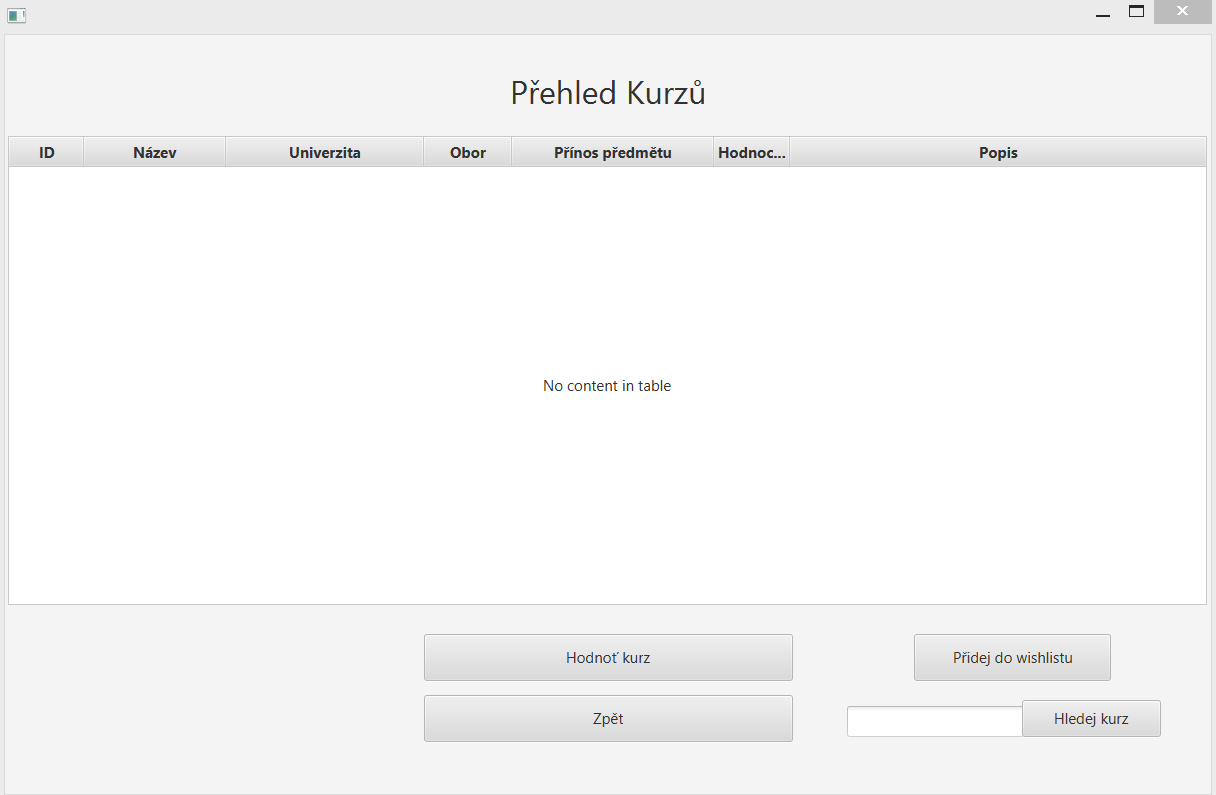 Přehled Kurzů
ID Název Univerzita Obor Přínos předmětu Hodnoc... Popis
No content in table
Hodnoť kurz Přidej do wishlistu
Zpět Hledej kurz